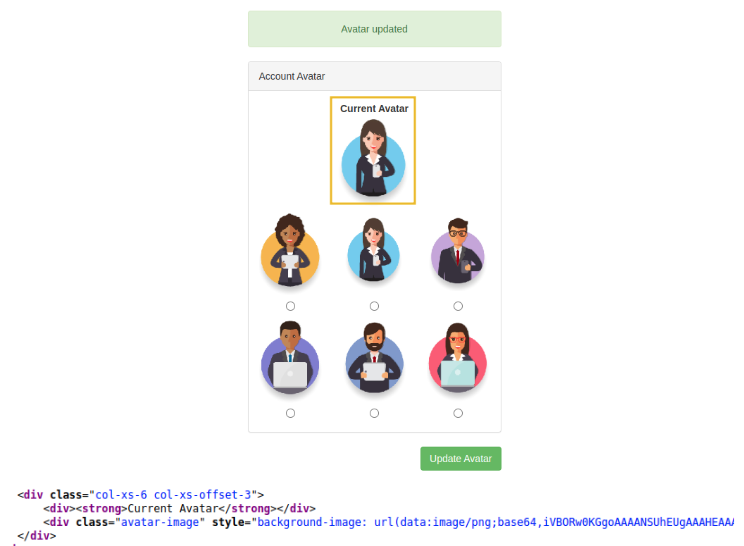 Avatar updated
Account Avatar
Current Avatar
Update Avatar
<div class="col-xs-6 col-xs-offset-3">
<div><strong>Current Avatar</strong></div>
<div class="avatar-image" style="background-image: url(data:image/png;base64,iVBORw0KGgoAAAANSUhEUgAAAHEAAA
</div>